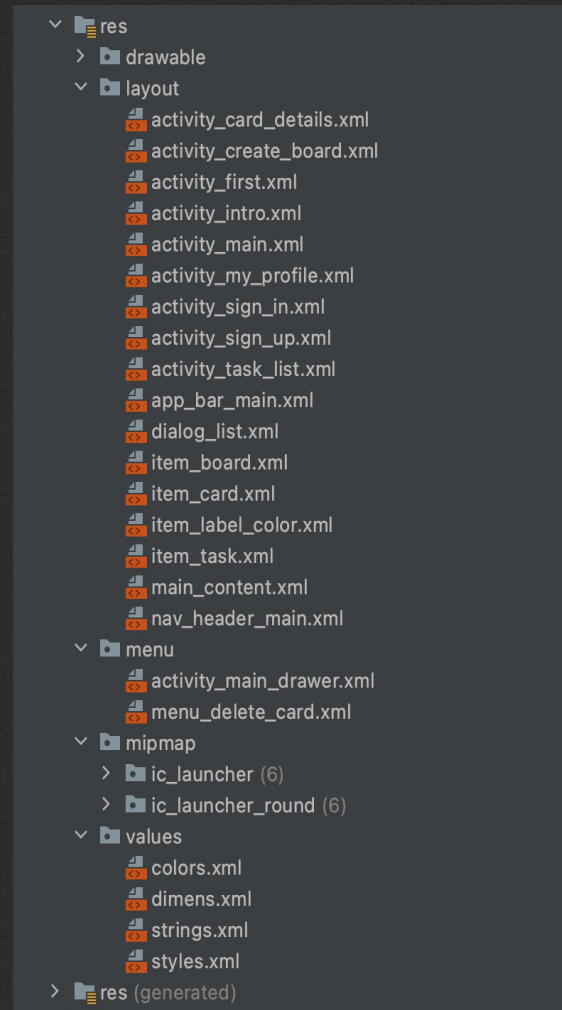 res
drawable
layout
activity_card_details.xml
activity_create_board.xml
activity_first.xml
activity_intro.xml
activity_main.xml
activity_my_profile.xml
activity_sign_in.xml
activity_sign_up.xml
activity_task_list.xml
app_bar_main.xml
dialog_list.xml
item_board.xml
item_card.xml
item_label_color.xml
item_task.xml
main_content.xml
nav_header_main.xml
menu
activity_main_drawer.xml
menu_delete_card.xml
mipmap
ic_launcher (6)
ic_launcher_round (6)
values
colors.xml
dimens.xml
strings.xml
styles.xml
res (generated)